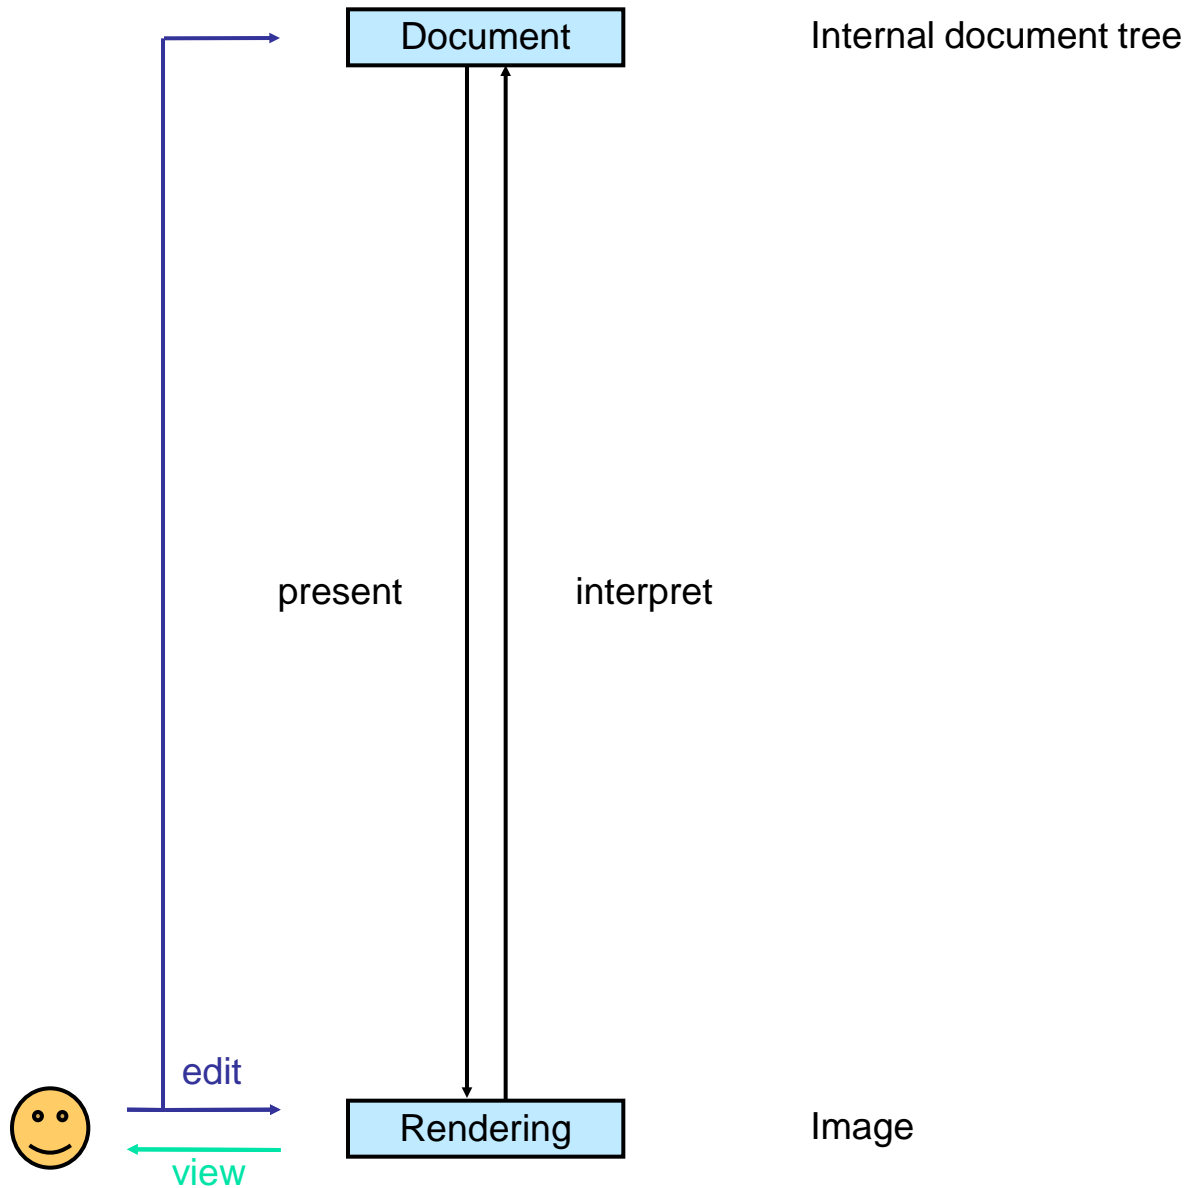 Document
Internal document tree
present
interpret
edit
Rendering
Image
view